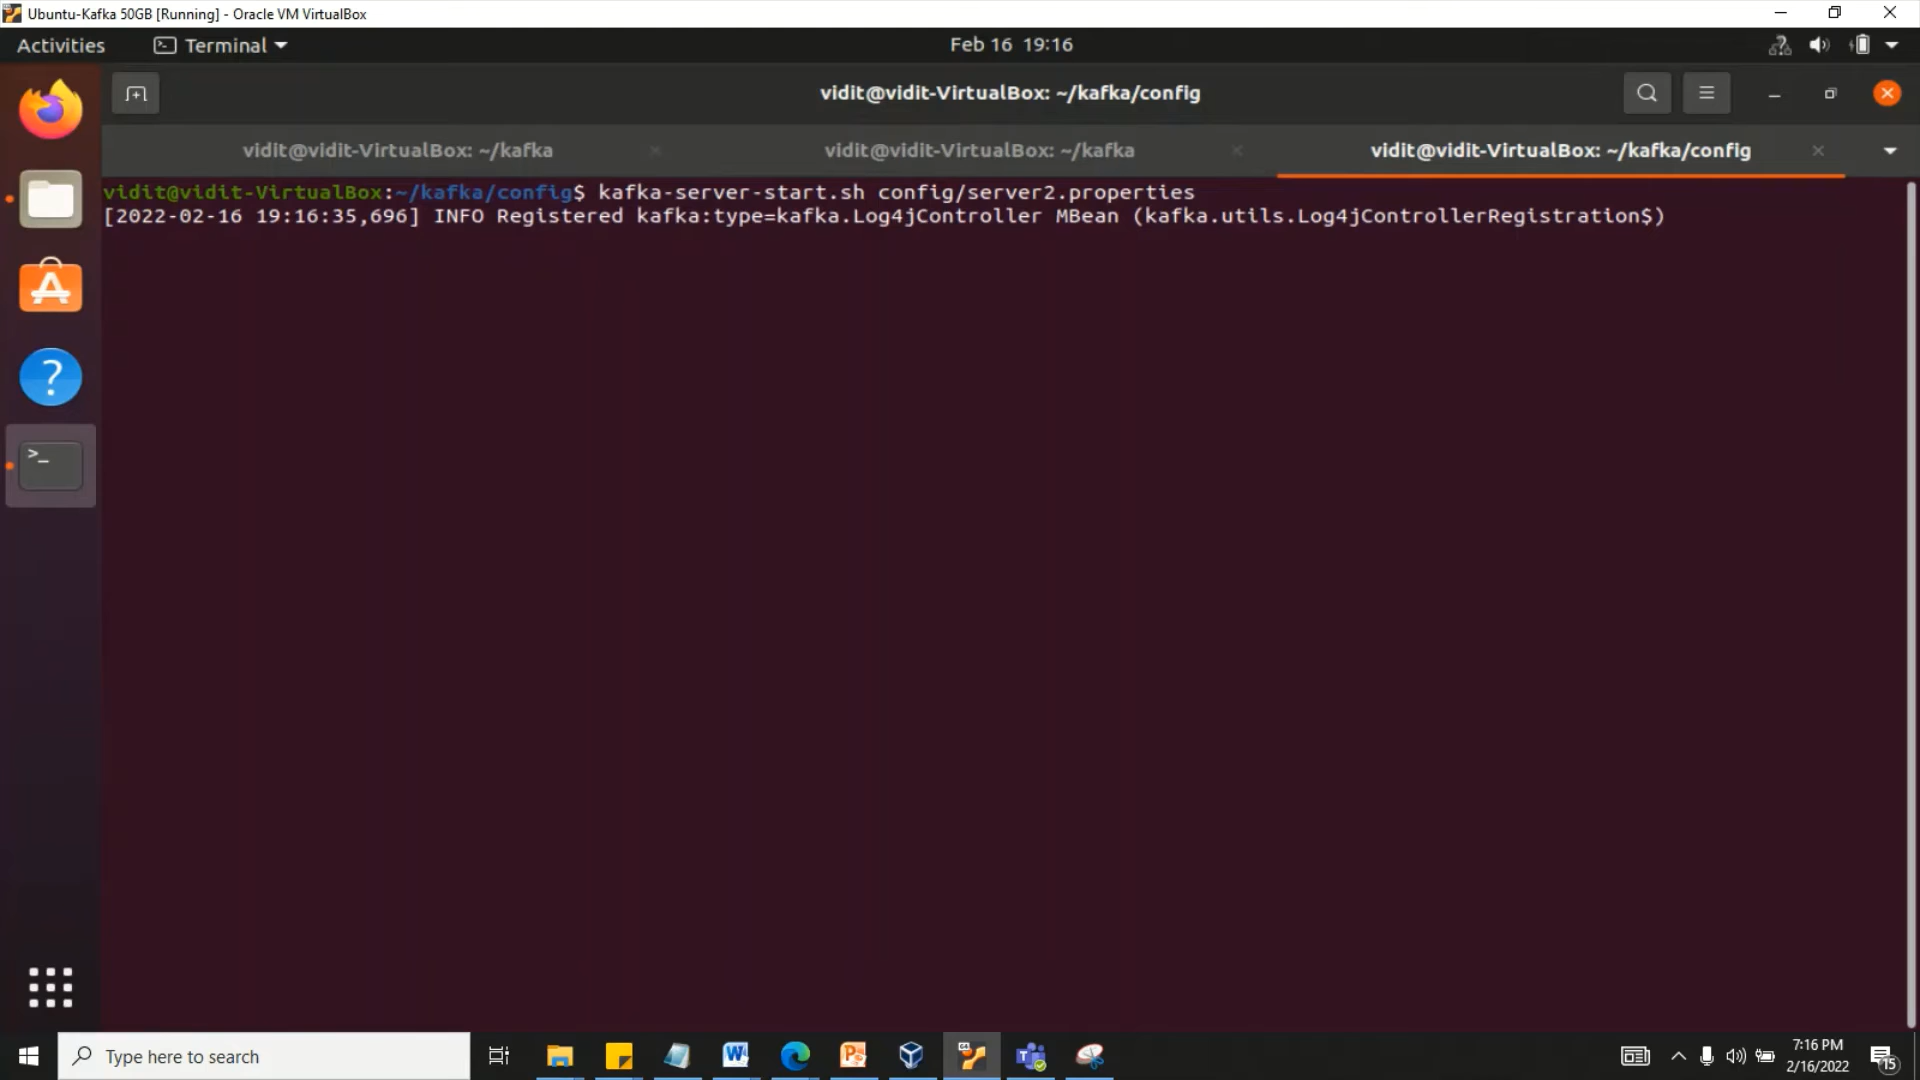 Ubuntu-Kafka 50GB [Running] - Oracle VM VirtualBox
Activities
Terminal
Feb 16 19:16
vidit@vidit-VirtualBox: ~/kafka/config
vidit@vidit-VirtualBox: ~/kafka
vidit@vidit-VirtualBox: ~/kafka
vidit@vidit-VirtualBox: ~/kafka/config
vidit@vidit-VirtualBox:~/kafka/config$ kafka-server-start.sh config/server2.properties
[2022-02-16 19:16:35,696] INFO Registered kafka:type=kafka.Log4jController MBean (kafka.utils.Log4jControllerRegistration$)
Type here to search
7:16 PM
2/16/2022
15